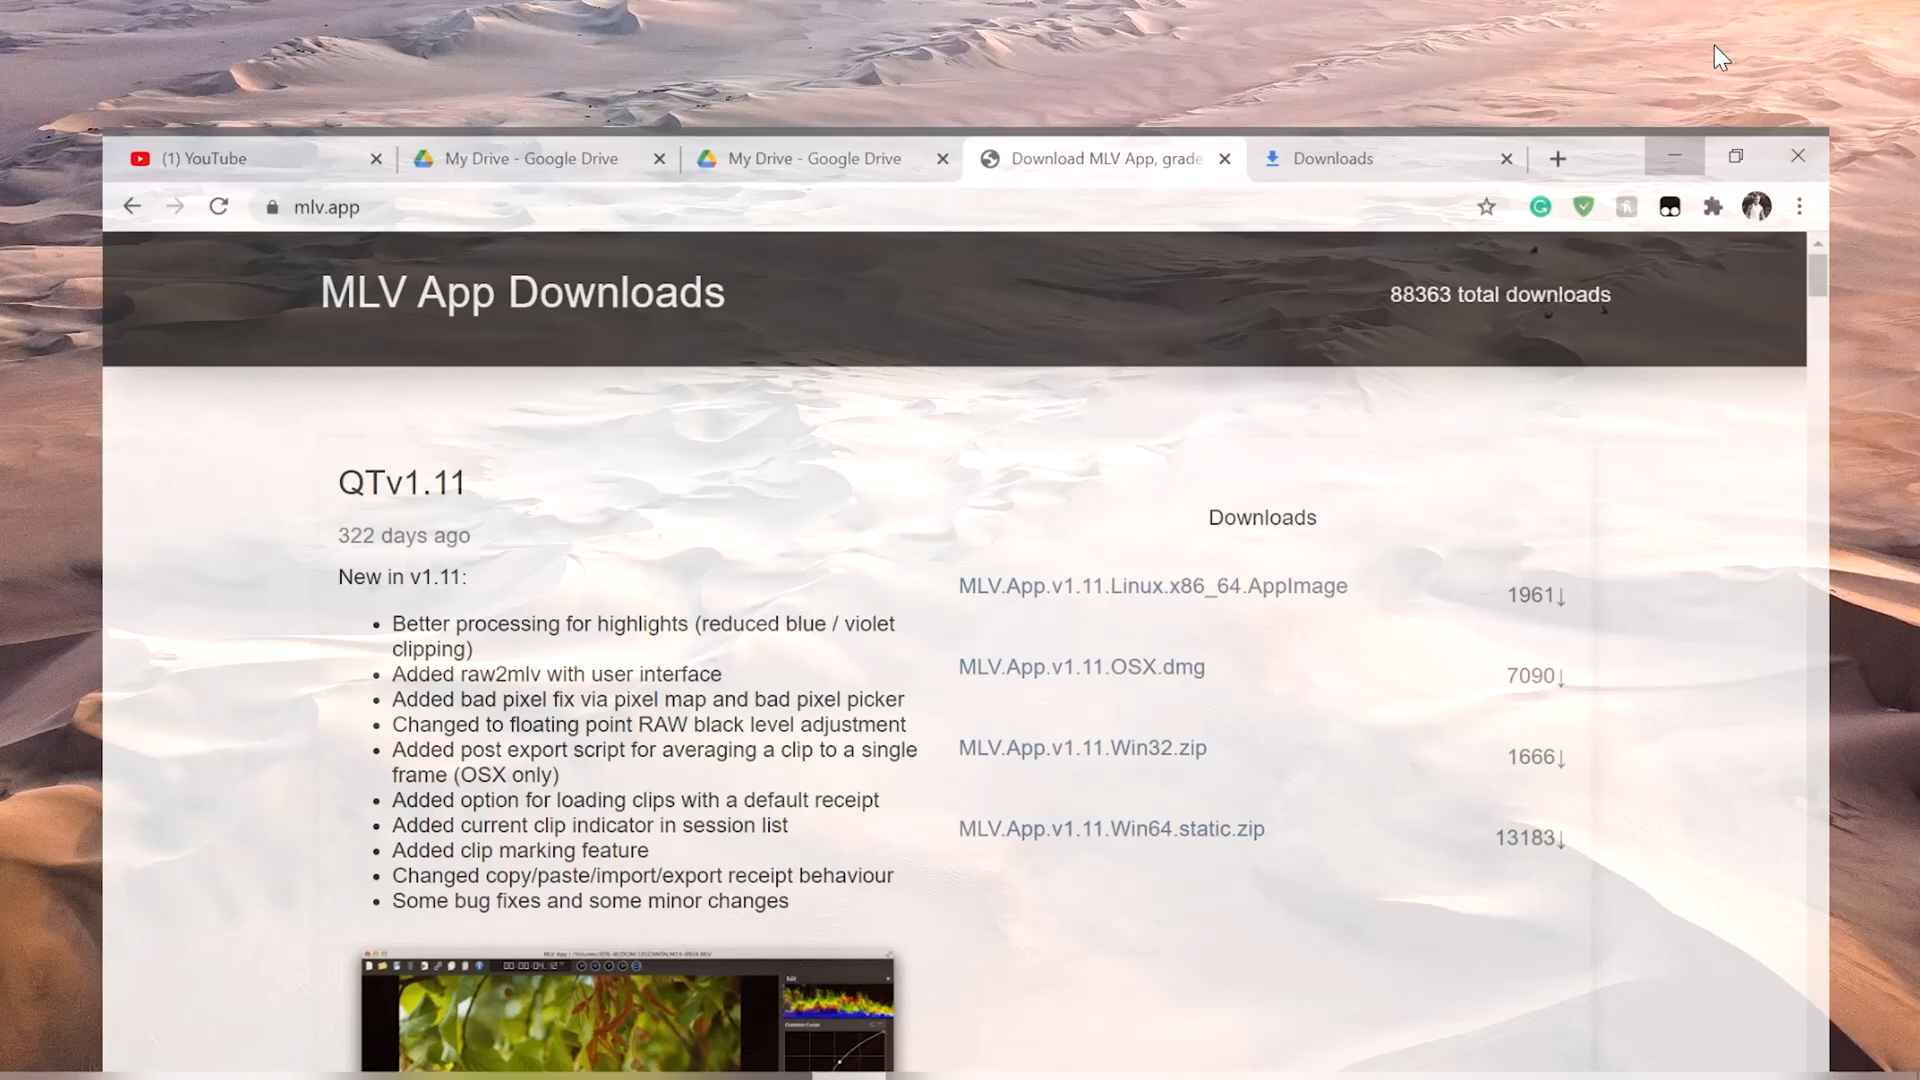 (1) YouTube
My Drive - Google Drive
My Drive - Google Drive
Download MLV App, grade
Downloads
mlv.app
MLV App Downloads
88363 total downloads
QTv1.11
322 days ago
New in v1.11:
• Better processing for highlights (reduced blue / violet
clipping)
• Added raw2mlv with user interface
• Added bad pixel fix via pixel map and bad pixel picker
• Changed to floating point RAW black level adjustment
• Added post export script for averaging a clip to a single
frame (OSX only)
• Added option for loading clips with a default receipt
• Added current clip indicator in session list
• Added clip marking feature
• Changed copy/paste/import/export receipt behaviour
• Some bug fixes and some minor changes
Downloads
MLV.App.v1.11.Linux.x86_64.AppImage
1961↓
MLV.App.v1.11.OSX.dmg
7090↓
MLV.App.v1.11.Win32.zip
1666↓
MLV.App.v1.11.Win64.static.zip
13183↓
Edit